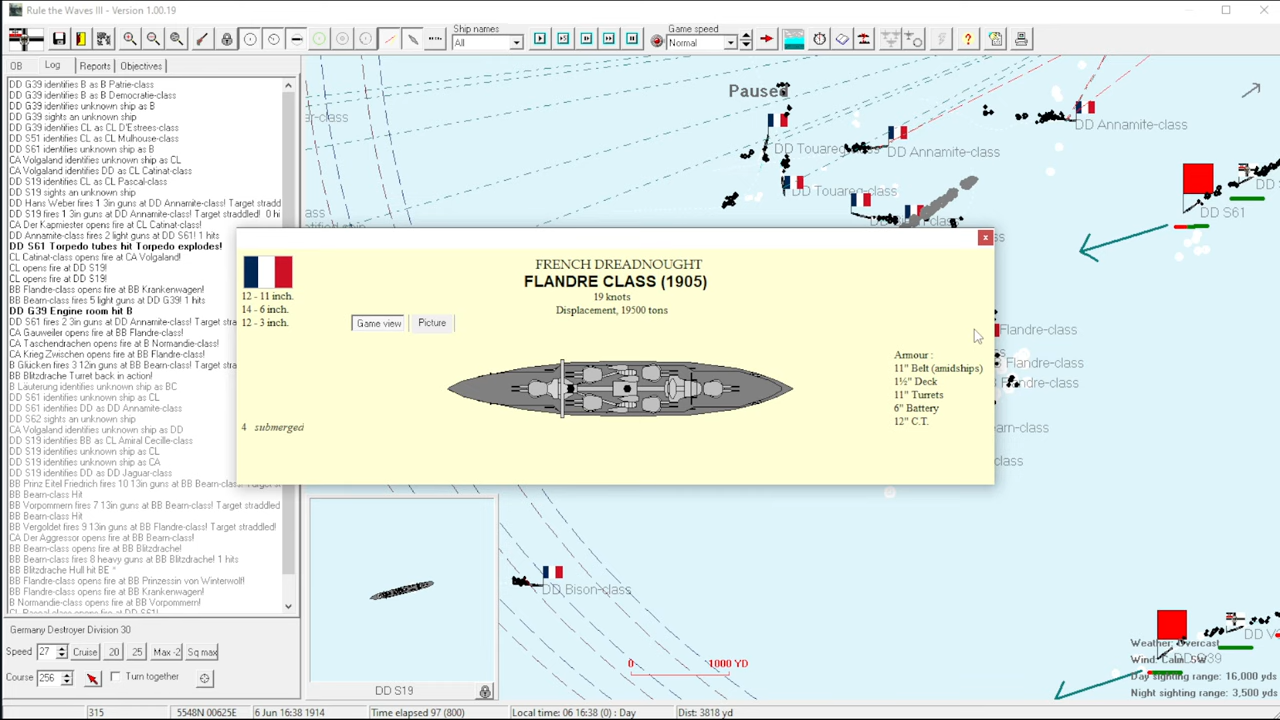 Rule the Waves III - Version 1.00.19
Ship names
All
Game speed
Normal
OB
Log
Reports
Objectives
DD G39 identifies B as B Patrie-class
DD G39 identifies B as B Democratie-class
DD G39 identifies unknown ship as B
DD G39 sights an unknown ship
DD G39 identifies CL as CL D'Estrees-class
DD S51 identifies CL as CL Mulhouse-class
DD S61 identifies unknown ship as B
CA Volgaland identifies unknown ship as CL
CA Volgaland identifies DD as CL Catinat-class
DD S19 identifies CL as CL Pascal-class
DD S19 sights an unknown ship
DD Hans Weber fires 1 3in guns at DD Annamite-class! Target straddled!
DD S19 fires 1 3in guns at DD Annamite-class! Target straddled! 0 hi
CA Der Kapmiester opens fire at CL Catinat-class!
DD Annamite-class fires 2 light guns at DD S61! 1 hits
DD S61 Torpedo tubes hit Torpedo explodes!
CL Catinat-class opens fire at CA Volgaland!
CL opens fire at DD S19!
CL opens fire at DD S19!
BB Flandre-class opens fire at BB Krankenwagen!
BB Bearn-class fires 5 light guns at DD G39! 1 hits
DD G39 Engine room hit B
DD S61 fires 2 3in guns at DD Annamite-class! Target stra
CA Gauweiler opens fire at BB Flandre-class!
CA Taschendrachen opens fire at B Normandie-class!
CA Krieg Zwischen opens fire at BB Flandre-class!
B Glücken fires 3 12in guns at BB Bearn-class! Target stra
BB Blitzdrache Turret back in action!
B Lauterung identifies unknown ship as BC
DD S61 identifies unknown ship as CL
DD S61 identifies DD as DD Annamite-class
DD S62 sights an unknown ship
CA Volgaland identifies unknown ship as DD
DD S19 identifies BB as CL Amiral Cecille-class
DD S19 identifies unknown ship as CL
DD S19 identifies unknown ship as CA
DD S19 identifies DD as DD Jaguar-class
BB Prinz Eitel Friedrich fires 10 13in guns at BB Bearn-class! Target st
BB Bearn-class Hit
BB Vorpommern fires 7 13in guns at BB Bearn-class! Target straddled!
BB Bearn-class Hit
BB Vergoldet fires 9 13in guns at BB Flandre-class! Target straddled!
CA Der Aggressor opens fire at BB Flandre-class!
BB Bearn-class opens fire at BB Blitzdrache!
BB Bearn-class fires 8 heavy guns at BB Blitzdrache! 1 hits
BB Blitzdrache Hull hit BE *
BB Flandre-class opens fire at BB Prinzessin von Winterwolf!
BB Flandre-class opens fire at BB Krankenwagen!
B Normandie-class opens fire at BB Vorpommern!
Germany Destroyer Division 30
Speed 27 Cruise 20 25 Max -2 Sq max
Course 256 Turn together
Paused
DD Annamite-class
DD Touareg-class
DD Annamite-class
DD Touareg-class
DD S61
FRENCH DREADNOUGHT
FLANDRE CLASS (1905)
19 knots
Displacement, 19500 tons
12 - 11 inch.
14 - 6 inch.
12 - 3 inch.
Game view
Picture
Armour :
11" Belt (amidships)
1½" Deck
11" Turrets
6" Battery
12" C.T.
4 submerged
Flandre-class
Flandre-class
Flandre-class
DD Bison-class
DD S19
0 1000 YD
Weather: Overcast
Wind: Calm SW
Day sighting range: 16,000 yds
Night sighting range: 3,500 yds
315 5548N 00625E 6 Jun 16:38 1914 Time elapsed 97 (800) Local time: 06 16:38 (0) : Day Dist: 3818 yd